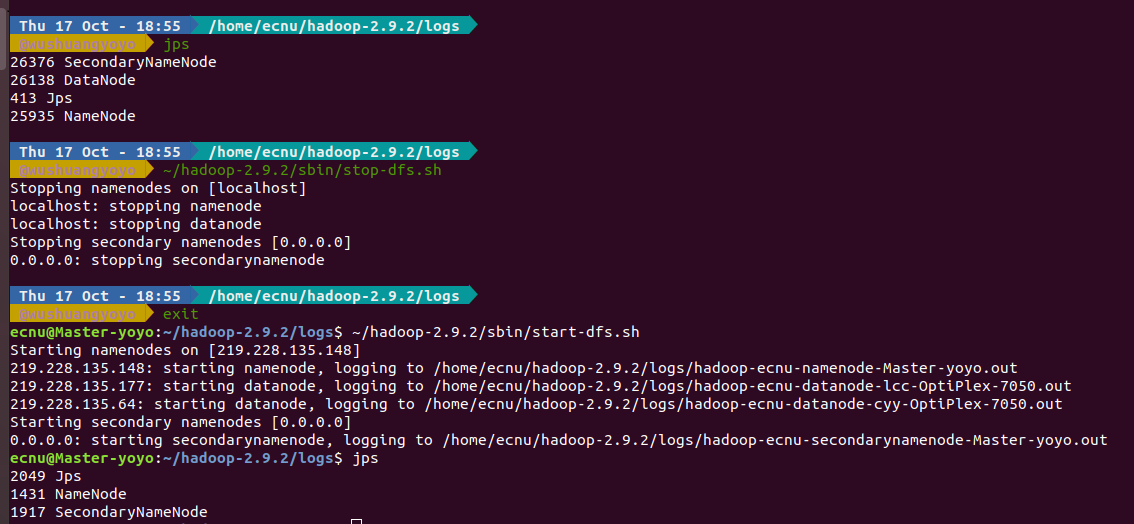 Thu 17 Oct - 18:55 /home/ecnu/hadoop-2.9.2/logs
@wushuangyoyo jps
26376 SecondaryNameNode
26138 DataNode
413 Jps
25935 NameNode
Thu 17 Oct - 18:55 /home/ecnu/hadoop-2.9.2/logs
@wushuangyoyo ~/hadoop-2.9.2/sbin/stop-dfs.sh
Stopping namenodes on [localhost]
localhost: stopping namenode
localhost: stopping datanode
Stopping secondary namenodes [0.0.0.0]
0.0.0.0: stopping secondarynamenode
Thu 17 Oct - 18:55 /home/ecnu/hadoop-2.9.2/logs
@wushuangyoyo exit
ecnu@Master-yoyo:~/hadoop-2.9.2/logs$ ~/hadoop-2.9.2/sbin/start-dfs.sh
Starting namenodes on [219.228.135.148]
219.228.135.148: starting namenode, logging to /home/ecnu/hadoop-2.9.2/logs/hadoop-ecnu-namenode-Master-yoyo.out
219.228.135.177: starting datanode, logging to /home/ecnu/hadoop-2.9.2/logs/hadoop-ecnu-datanode-lcc-OptiPlex-7050.out
219.228.135.64: starting datanode, logging to /home/ecnu/hadoop-2.9.2/logs/hadoop-ecnu-datanode-cyy-OptiPlex-7050.out
Starting secondary namenodes [0.0.0.0]
0.0.0.0: starting secondarynamenode, logging to /home/ecnu/hadoop-2.9.2/logs/hadoop-ecnu-secondarynamenode-Master-yoyo.out
ecnu@Master-yoyo:~/hadoop-2.9.2/logs$ jps
2049 Jps
1431 NameNode
1917 SecondaryNameNode